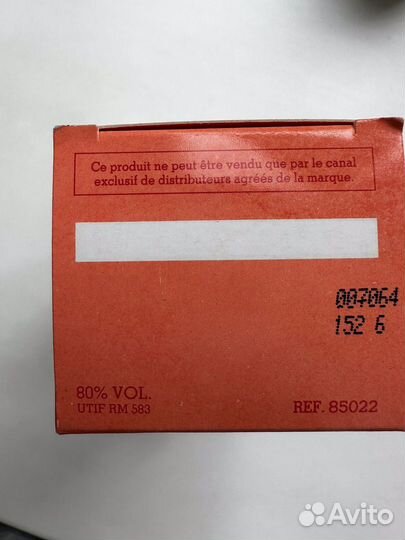 Ce produit ne peut être vendu que par le canal
exclusif de distributeurs agréés de la marque.
007064
152 6
80% VOL.
UTIF RM 583
REF. 85022
Avito